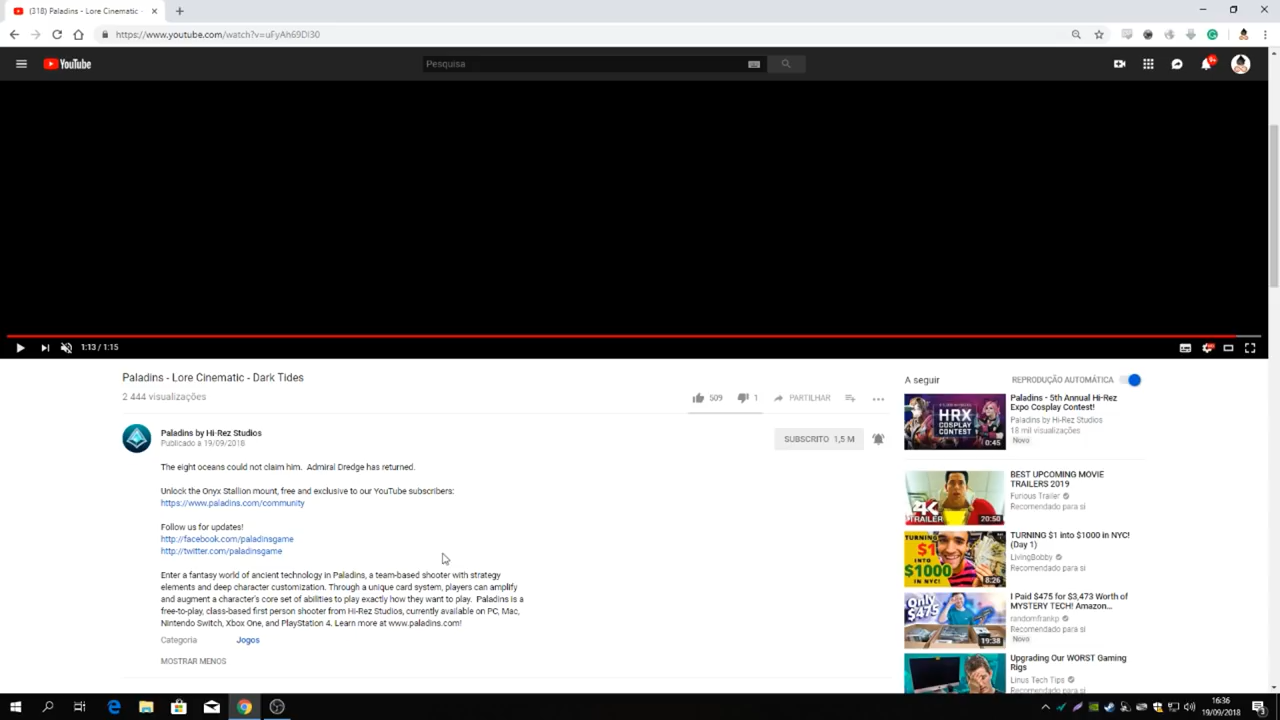 (318) Paladins - Lore Cinematic -
https://www.youtube.com/watch?v=uFyAh69DI30
YouTube
Pesquisa
9+
1:13 / 1:15
Paladins - Lore Cinematic - Dark Tides
2 444 visualizações
509
1
PARTILHAR
Paladins by Hi-Rez Studios
Publicado a 19/09/2018
SUBSCRITO 1,5 M
The eight oceans could not claim him. Admiral Dredge has returned.
Unlock the Onyx Stallion mount, free and exclusive to our YouTube subscribers:
https://www.paladins.com/community
Follow us for updates!
http://facebook.com/paladinsgame
http://twitter.com/paladinsgame
Enter a fantasy world of ancient technology in Paladins, a team-based shooter with strategy
elements and deep character customization. Through a unique card system, players can amplify
and augment a character's core set of abilities to play exactly how they want to play. Paladins is a
free-to-play, class-based first person shooter from Hi-Rez Studios, currently available on PC, Mac,
Nintendo Switch, Xbox One, and PlayStation 4. Learn more at www.paladins.com!
Categoria
Jogos
MOSTRAR MENOS
A seguir
REPRODUÇÃO AUTOMÁTICA
HRX
COSPLAY
CONTEST
0:45
Paladins - 5th Annual Hi-Rez
Expo Cosplay Contest!
Paladins by Hi-Rez Studios
18 mil visualizações
Novo
4K
TRAILER
20:50
BEST UPCOMING MOVIE
TRAILERS 2019
Furious Trailer
Recomendado para si
TURNING
$1
INTO
$1000
IN NYC!
8:26
TURNING $1 into $1000 in NYC!
(Day 1)
LivingBobby
Recomendado para si
only
$475
19:38
I Paid $475 for $3,473 Worth of
MYSTERY TECH! Amazon...
randomfrankp
Recomendado para si
Novo
Upgrading Our WORST Gaming
Rigs
Linus Tech Tips
Recomendado para si
16:36
19/09/2018
3